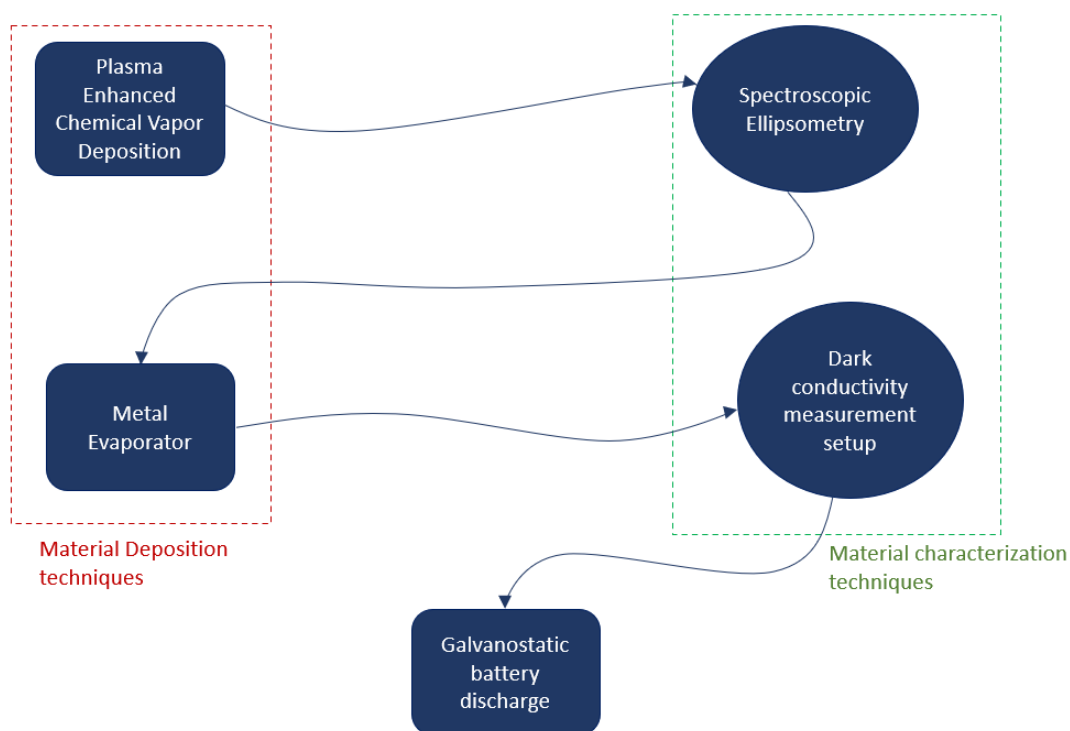 Plasma
Enhanced
Chemical Vapor
Deposition
Spectroscopic
Ellipsometry
Metal
Evaporator
Dark
conductivity
measurement
setup
Material Deposition
techniques
Material characterization
techniques
Galvanostatic
battery
discharge